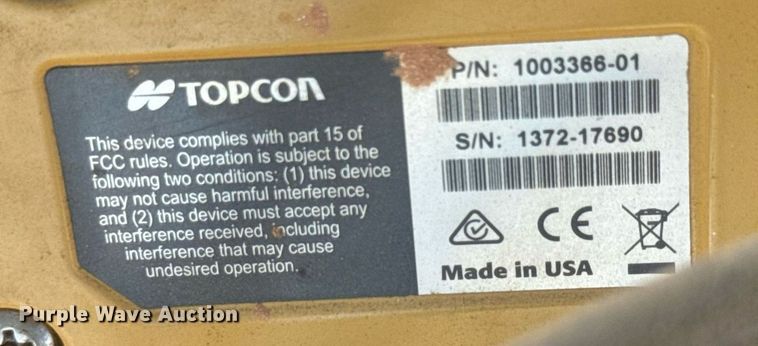 TOPCON
This device complies with part 15 of
FCC rules. Operation is subject to the
following two conditions: (1) this device
may not cause harmful interference,
and (2) this device must accept any
interference received, including
interference that may cause
undesired operation.
P/N: 1003366-01
S/N: 1372-17690
CE
Made in USA
Purple Wave Auction